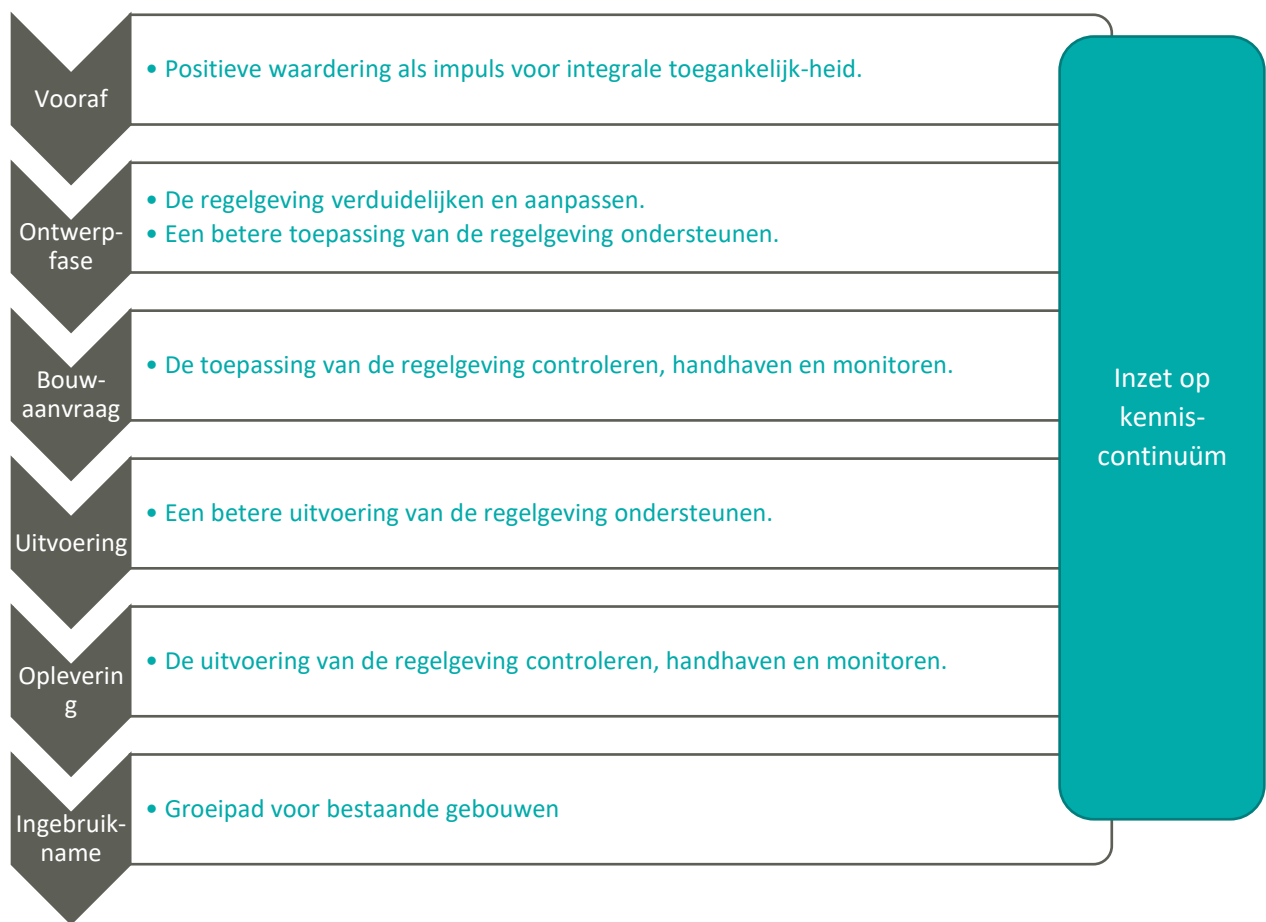 Vooraf
• Positieve waardering als impuls voor integrale toegankelijk-heid.
Ontwerp-
fase
• De regelgeving verduidelijken en aanpassen.
• Een betere toepassing van de regelgeving ondersteunen.
Bouw-
aanvraag
• De toepassing van de regelgeving controleren, handhaven en monitoren.
Uitvoering
• Een betere uitvoering van de regelgeving ondersteunen.
Opleverin
g
• De uitvoering van de regelgeving controleren, handhaven en monitoren.
Ingebruik-
name
• Groeipad voor bestaande gebouwen
Inzet op
kennis-
continuüm